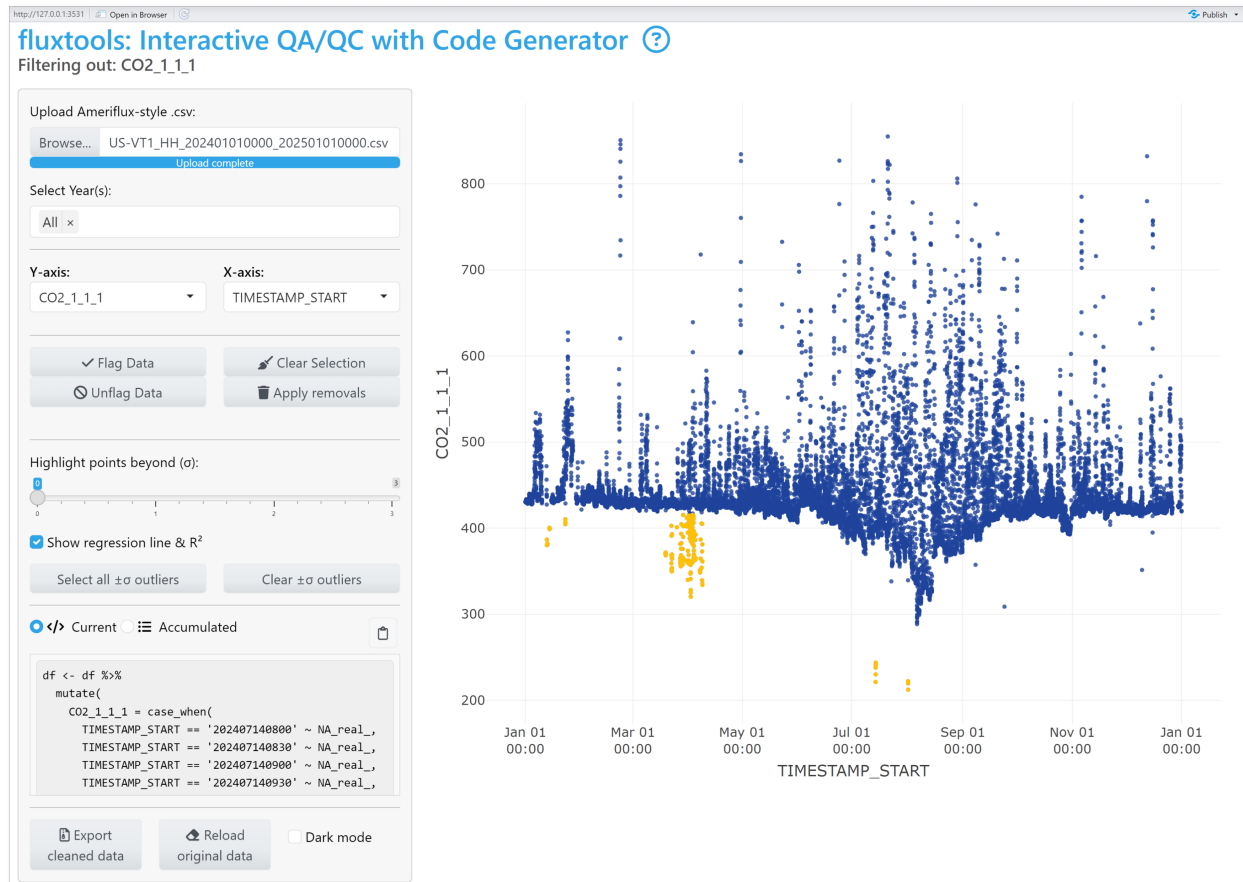 http://127.0.0.1:3531 Open in Browser Publish
fluxtools: Interactive QA/QC with Code Generator ?
Filtering out: CO2_1_1_1
Upload Ameriflux-style .csv:
Browse... US-VT1_HH_202401010000_202501010000.csv
Upload complete
Select Year(s):
All ×
Y-axis: X-axis:
CO2_1_1_1 TIMESTAMP_START
Flag Data Clear Selection
Unflag Data Apply removals
Highlight points beyond (σ):
0 3
0 1 2 3
Show regression line & R²
Select all ±σ outliers Clear ±σ outliers
</> Current Accumulated
df <- df %>%
mutate(
CO2_1_1_1 = case_when(
TIMESTAMP_START == '202407140800' ~ NA_real_,
TIMESTAMP_START == '202407140830' ~ NA_real_,
TIMESTAMP_START == '202407140900' ~ NA_real_,
TIMESTAMP_START == '202407140930' ~ NA_real_,
Export cleaned data
Reload original data
Dark mode
CO2_1_1_1
800
700
600
500
400
300
200
Jan 01 Mar 01 May 01 Jul 01 Sep 01 Nov 01 Jan 01
00:00 00:00 00:00 00:00 00:00 00:00 00:00
TIMESTAMP_START